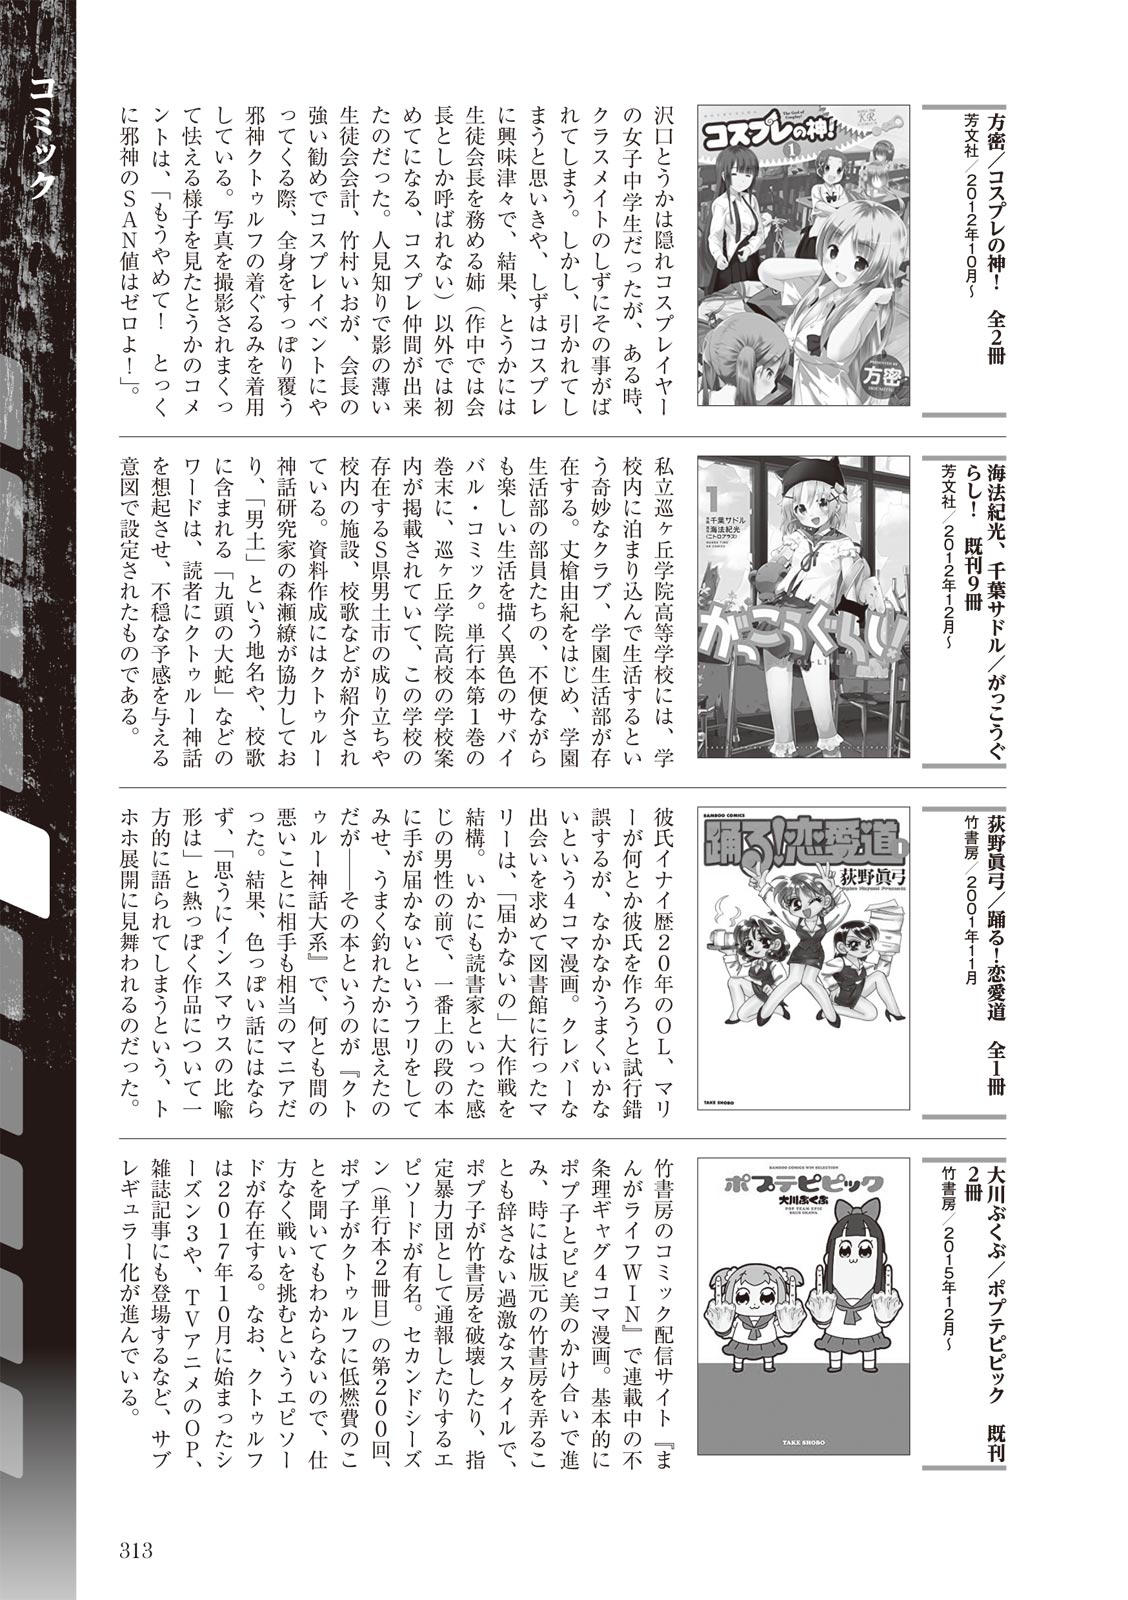 コミック
方密／コスプレの神！　全2冊
芳文社／2012年10月〜
The God of Cosplay!
コスプレの神！
1
PRESENTED BY
方密
HOUMITSU
沢口とうかは隠れコスプレイヤー
の女子中学生だったが、ある時、
クラスメイトのしずにその事がば
れてしまう。しかし、引かれてし
まうと思いきや、しずはコスプレ
に興味津々で、結果、とうかには
生徒会長を務める姉（作中では会
長としか呼ばれない）以外では初
めてになる、コスプレ仲間が出来
たのだった。人見知りで影の薄い
生徒会会計、竹村いおが、会長の
強い勧めでコスプレイベントにや
ってくる際、全身をすっぽり覆う
邪神クトゥルフの着ぐるみを着用
している。写真を撮影されまくっ
て怯える様子を見たとうかのコメ
ントは、「もうやめて！　とっく
に邪神のSAN値はゼロよ！」。
海法紀光、千葉サドル／がっこうぐ
らし！　既刊9冊
芳文社／2012年12月〜
1
千葉サドル
海法紀光
（ニトロプラス）
がっこうぐらし！
私立巡ヶ丘学院高等学校には、学
校内に泊まり込んで生活するとい
う奇妙なクラブ、学園生活部が存
在する。丈槍由紀をはじめ、学園
生活部の部員たちの、不便ながら
も楽しい生活を描く異色のサバイ
バル・コミック。単行本第1巻の
巻末に、巡ヶ丘学院高校の学校案
内が掲載されていて、この学校の
存在するS県男土市の成り立ちや
校内の施設、校歌などが紹介され
ている。資料作成にはクトゥルー
神話研究家の森瀬繚が協力してお
り、「男土」という地名や、校歌
に含まれる「九頭の大蛇」などの
ワードは、読者にクトゥルー神話
を想起させ、不穏な予感を与える
意図で設定されたものである。
荻野眞弓／踊る！恋愛道　全1冊
竹書房／2001年11月
BAMBOO COMICS
踊る！恋愛道
荻野眞弓
Ogino Mayumi Presents
TAKE SHOBO
彼氏イナイ歴20年のOL、マリ
ーが何とか彼氏を作ろうと試行錯
誤するが、なかなかうまくいかな
いという4コマ漫画。クレバーな
出会いを求めて図書館に行ったマ
リーは、「届かないの」大作戦を
結構。いかにも読書家といった感
じの男性の前で、一番上の段の本
に手が届かないというフリをして
みせ、うまく釣れたかに思えたの
だが——その本というのが『クト
ゥルー神話大系』で、何とも間の
悪いことに相手も相当のマニアだ
った。結果、色っぽい話にはなら
ず、「思うにインスマウスの比喩
形は」と熱っぽく作品について一
方的に語られてしまうという、ト
ホホ展開に見舞われるのだった。
大川ぶくぶ／ポプテピピック　既刊
2冊
竹書房／2015年12月〜
BAMBOO COMICS WIN SELECTION
ポプテピピック
大川ぶくぶ
POP TEAM EPIC
BKUB OKAWA
TAKE SHOBO
竹書房のコミック配信サイト『ま
んがライフWIN』で連載中の不
条理ギャグ4コマ漫画。基本的に
ポプ子とピピ美のかけ合いで進
み、時には版元の竹書房を弄るこ
とも辞さない過激なスタイルで、
ポプ子が竹書房を破壊したり、指
定暴力団として通報したりするエ
ピソードが有名。セカンドシーズ
ン（単行本2冊目）の第200回、
ポプ子がクトゥルフに低燃費のこ
とを聞いてもわからないので、仕
方なく戦いを挑むというエピソー
ドが存在する。なお、クトゥルフ
は2017年10月に始まったシ
ーズン3や、TVアニメのOP、
雑誌記事にも登場するなど、サブ
レギュラー化が進んでいる。
313